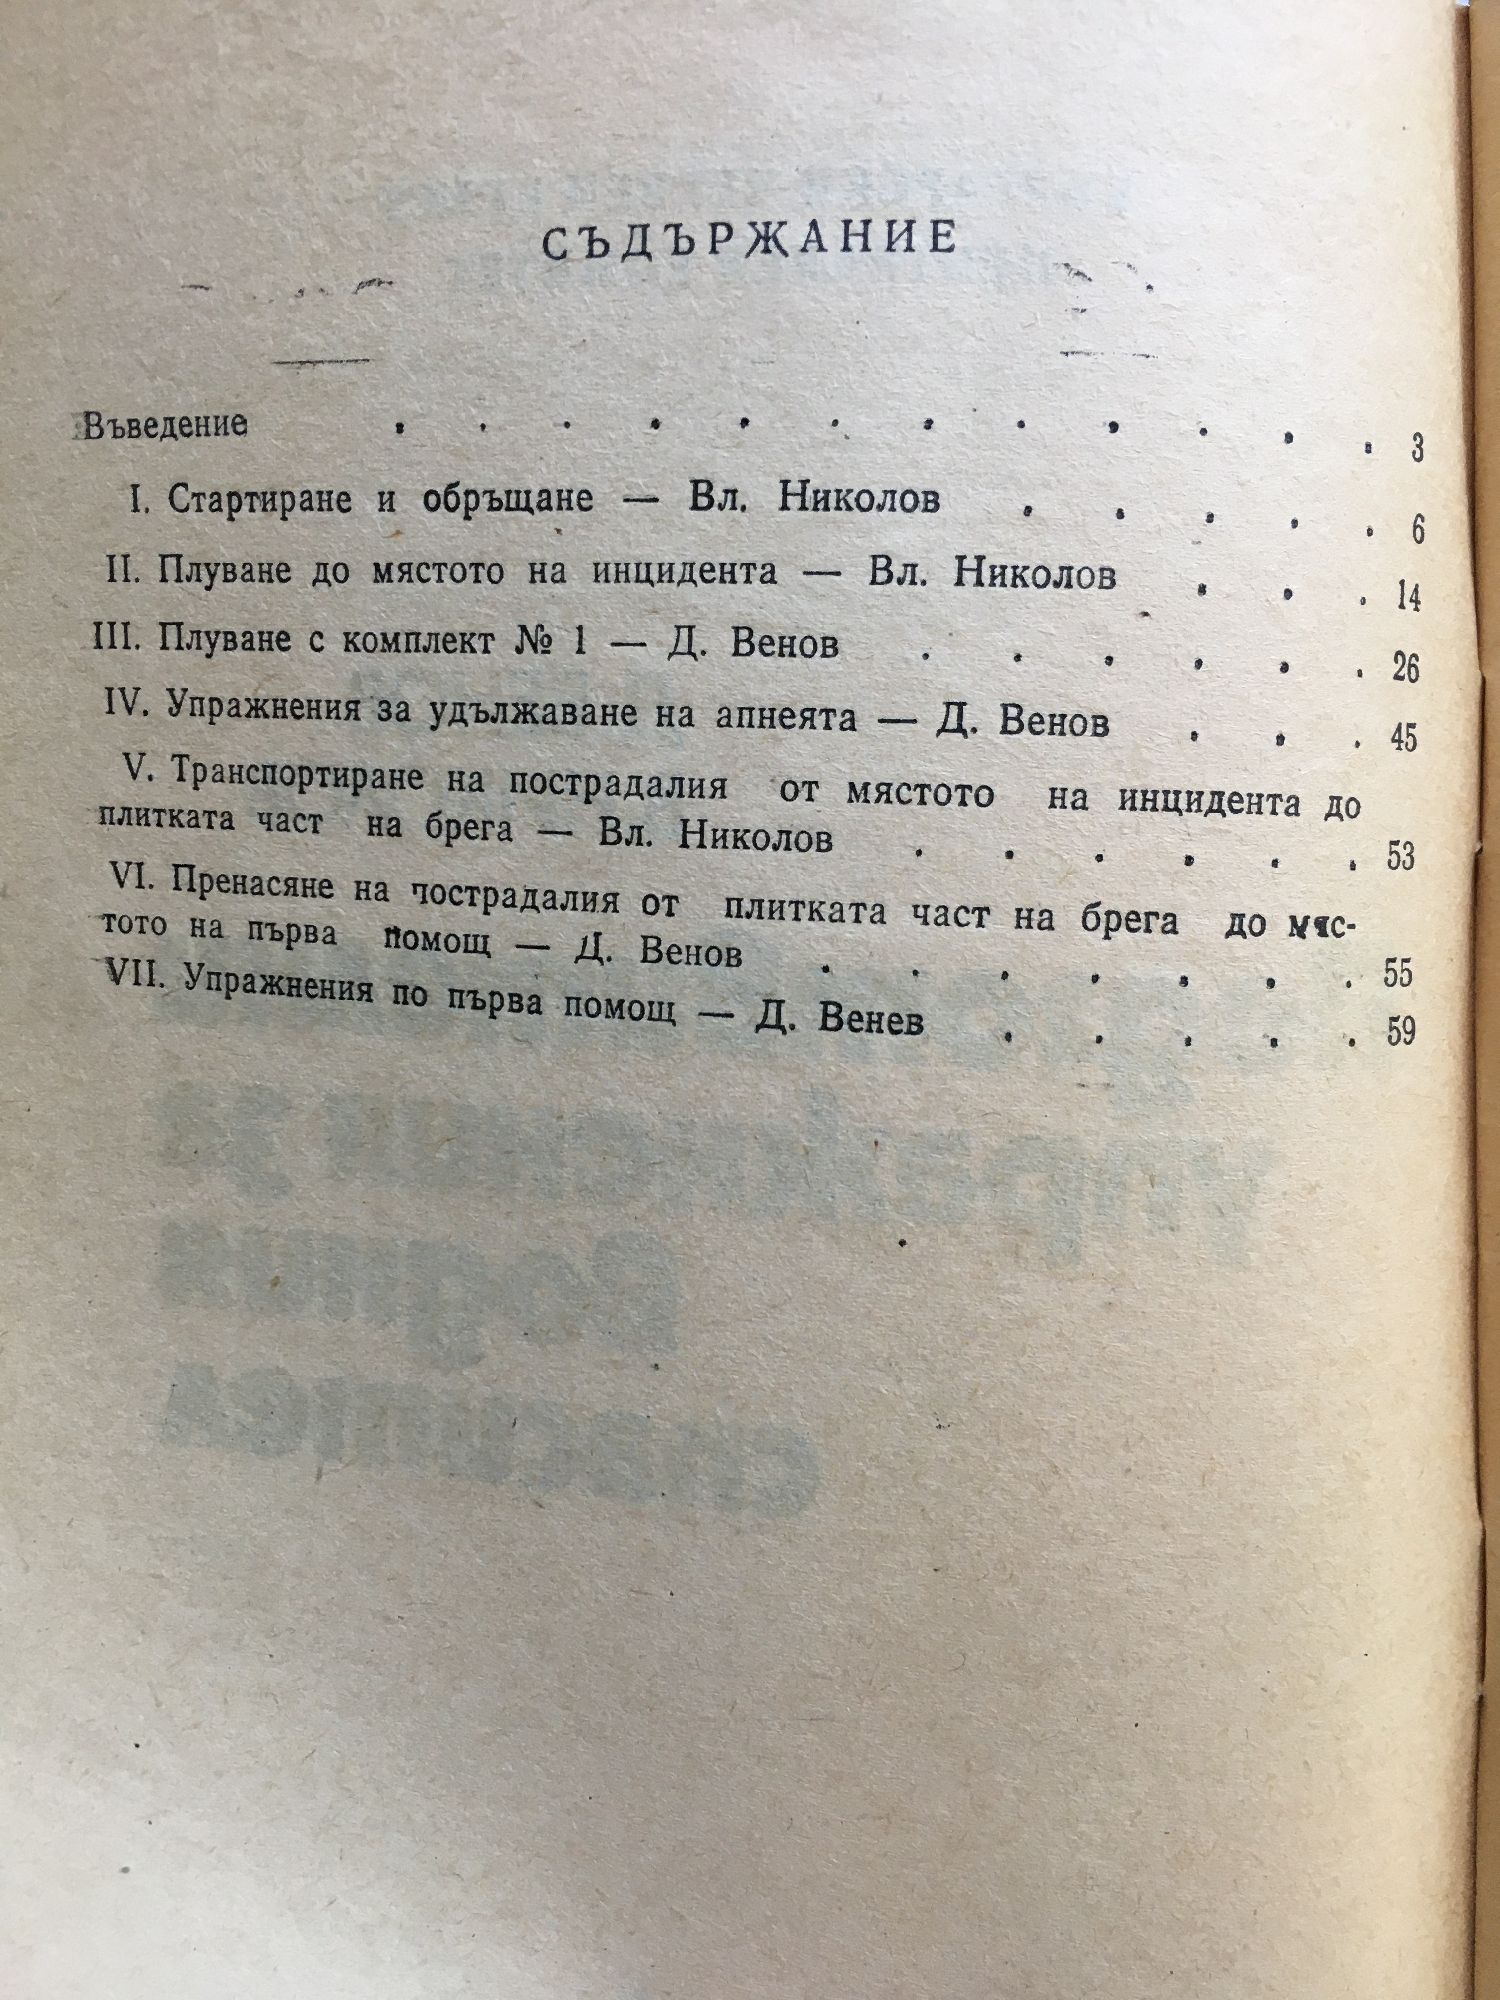 СЪДЪРЖАНИЕ
Въведение . . . . . . . . . . . . 3
I. Стартиране и обръщане — Вл. Николов . . . . . 6
II. Плуване до мястото на инцидента — Вл. Николов . . . 14
III. Плуване с комплект № 1 — Д. Венов . . . . . . 26
IV. Упражнения за удължаване на апнеята — Д. Венов . . . 45
V. Транспортиране на пострадалия от мястото на инцидента до
плитката част на брега — Вл. Николов . . . . . . 53
VI. Пренасяне на пострадалия от плитката част на брега до мяс-
тото на първа помощ — Д. Венов . . . . . . . 55
VII. Упражнения по първа помощ — Д. Венев . . . . . 59